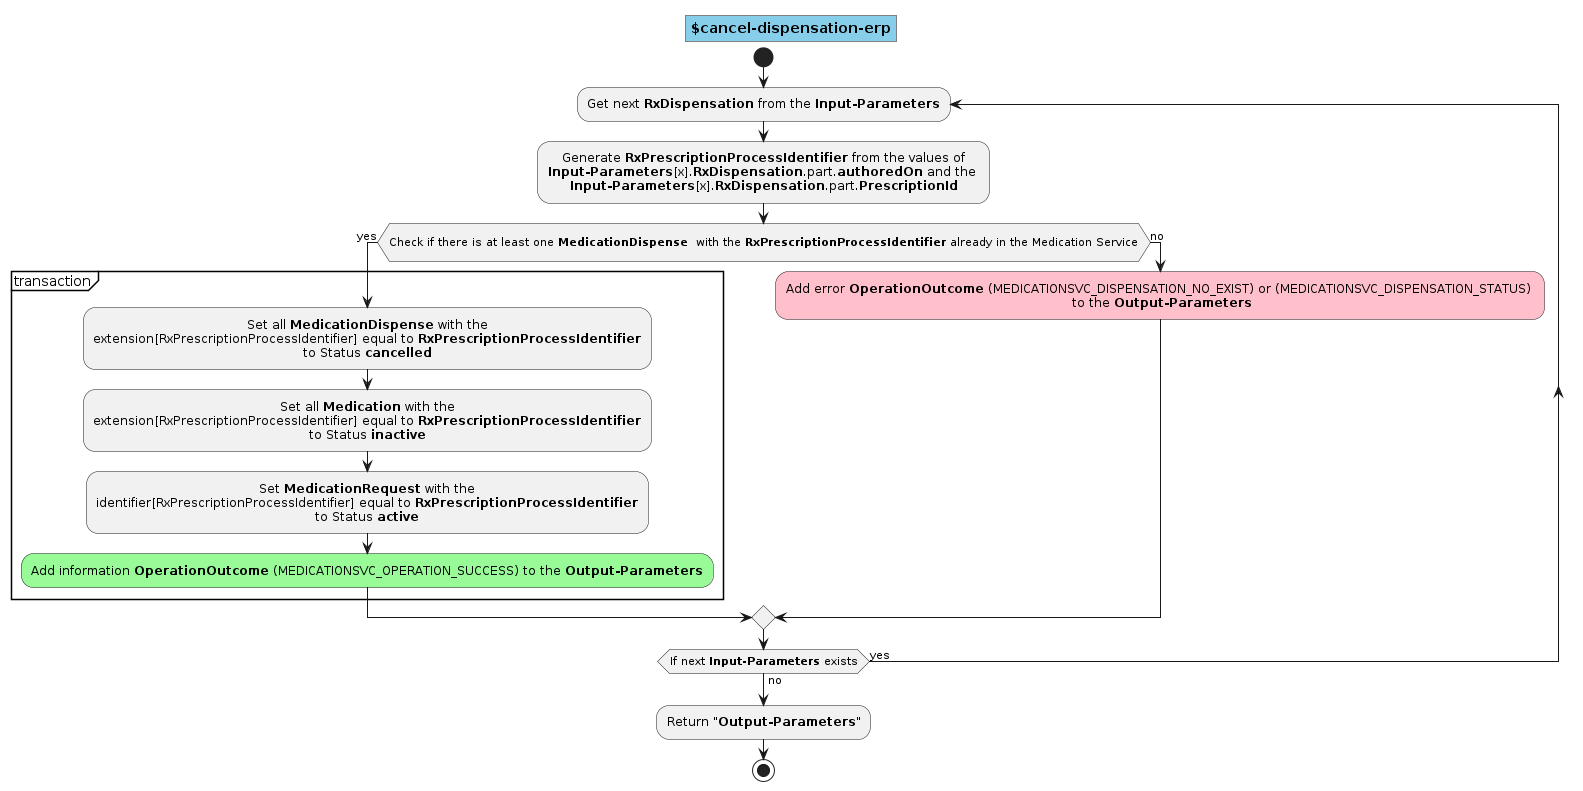 $cancel-dispensation-erp
Get next RxDispensation from the Input-Parameters
Generate RxPrescriptionProcessIdentifier from the values of
Input-Parameters[x].RxDispensation.part.authoredOn and the
Input-Parameters[x].RxDispensation.part.PrescriptionId
yes
Check if there is at least one MedicationDispense  with the RxPrescriptionProcessIdentifier already in the Medication Service
no
transaction
Set all MedicationDispense with the
extension[RxPrescriptionProcessIdentifier] equal to RxPrescriptionProcessIdentifier
to Status cancelled
Set all Medication with the
extension[RxPrescriptionProcessIdentifier] equal to RxPrescriptionProcessIdentifier
to Status inactive
Set MedicationRequest with the
identifier[RxPrescriptionProcessIdentifier] equal to RxPrescriptionProcessIdentifier
to Status active
Add information OperationOutcome (MEDICATIONSVC_OPERATION_SUCCESS) to the Output-Parameters
Add error OperationOutcome (MEDICATIONSVC_DISPENSATION_NO_EXIST) or (MEDICATIONSVC_DISPENSATION_STATUS)
to the Output-Parameters
If next Input-Parameters exists
yes
no
Return "Output-Parameters"